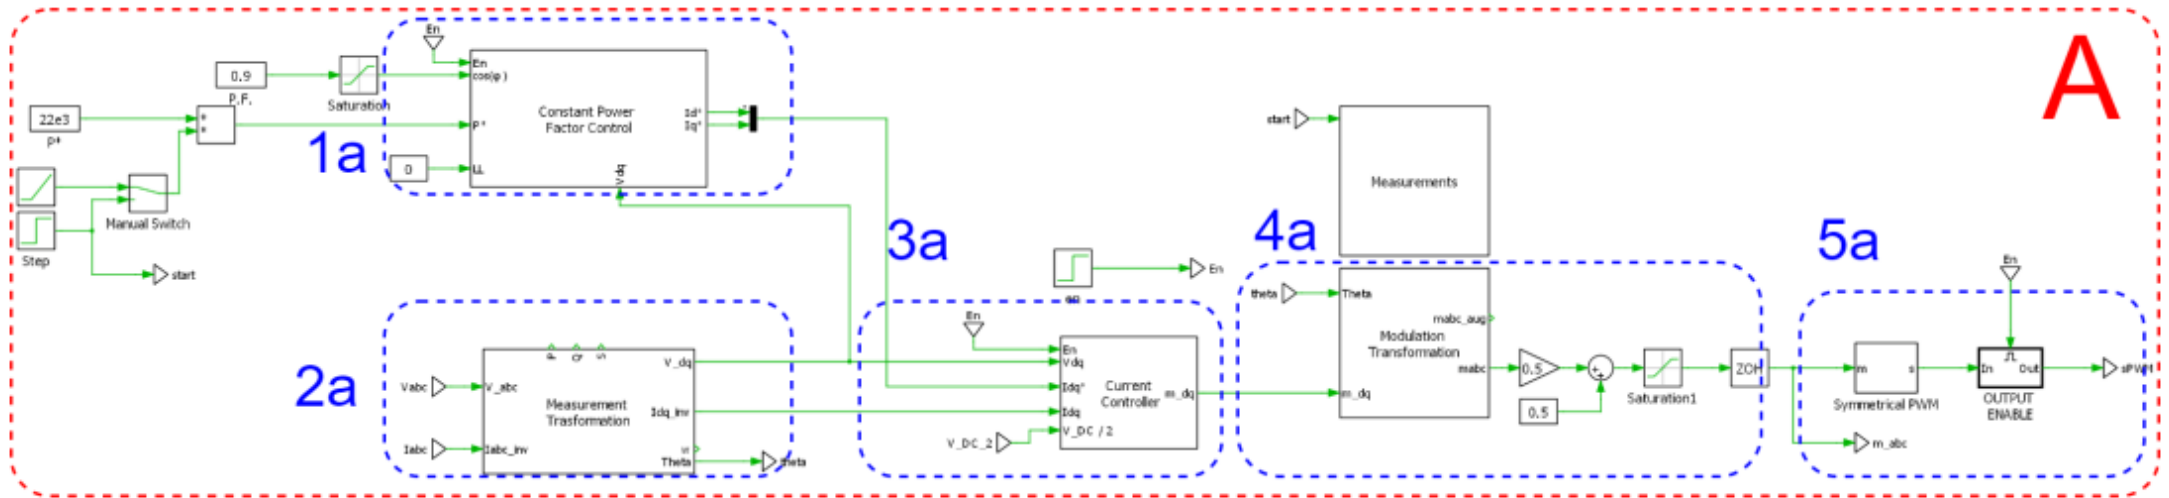 A
En
0.9
P.F.
Saturation
En
cos(φ)
P*
LL
Constant Power
Factor Control
Id*
Iq*
Vdq
22e3
P*
1a
0
Manual Switch
Step
start
start
Measurements
3a
4a
5a
En
2a
P
Q
S
Vabc
V_abc
Iabc
Iabc_inv
Measurement
Trasformation
V_dq
Idq_inv
w
Theta
theta
En
En
Vdq
Idq*
Idq
V_DC /2
V_DC_2
Current
Controller
m_dq
theta
Theta
m_dq
Modulation
Transformation
mabc_aug
mabc
0.5
0.5
Saturation1
ZOH
m
s
Symmetrical PWM
En
In
Out
OUTPUT
ENABLE
sPWM
m_abc